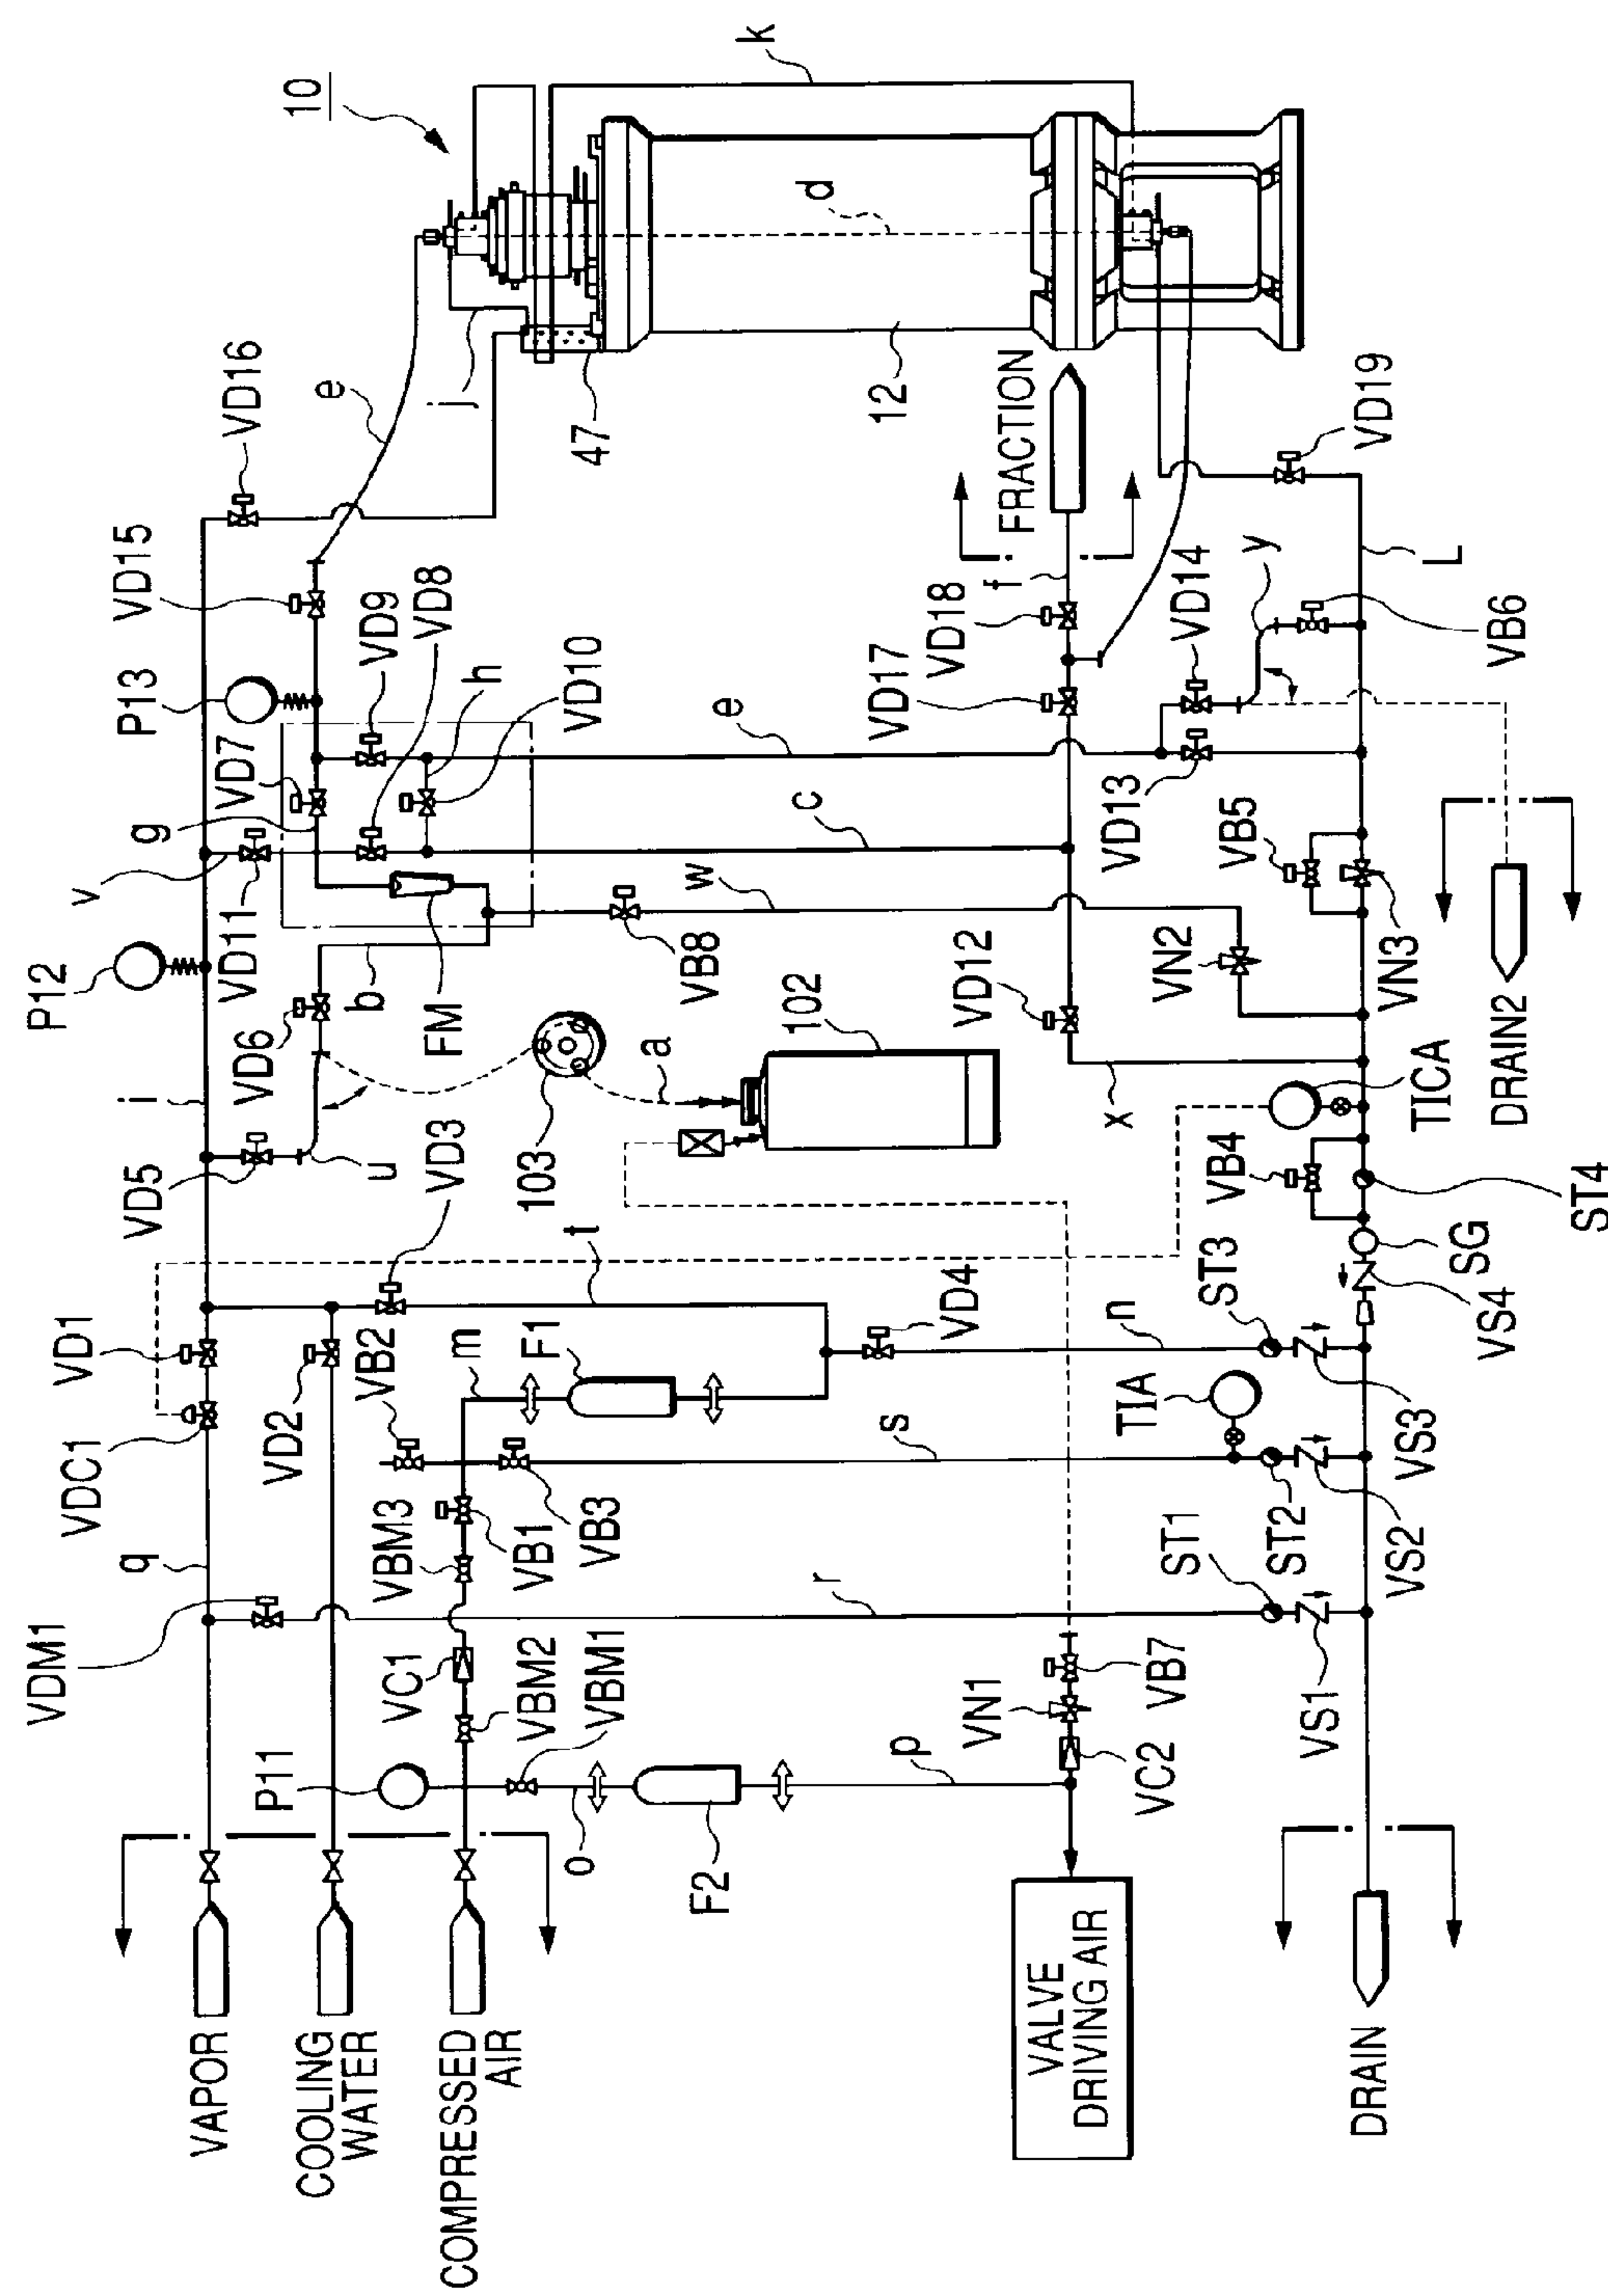 10
k
d
12
47
j
e
VD16
VD15
P13
VD7
g
v
VD11
P12
VD9
VD8
h
VD10
e
c
w
b
FM
VD6
VB8
i
VD5
u
103
a
102
VD3
t
VD1
VDC1
VD2
VB2
m
F1
VD4
n
q
VDM1
VBM3
VB1
VB3
s
r
VC1
VBM2
VBM1
P11
o
F2
p
VN1
VB7
VC2
FRACTION
f
VD18
VD17
VD12
x
VD19
L
y
VD14
VB6
VD13
VB5
VN2
VN3
DRAIN2
TICA
VB4
ST4
SG
VS4
ST3
VS3
TIA
ST2
VS2
ST1
VS1
VAPOR
COOLING
WATER
COMPRESSED
AIR
VALVE
DRIVING AIR
DRAIN